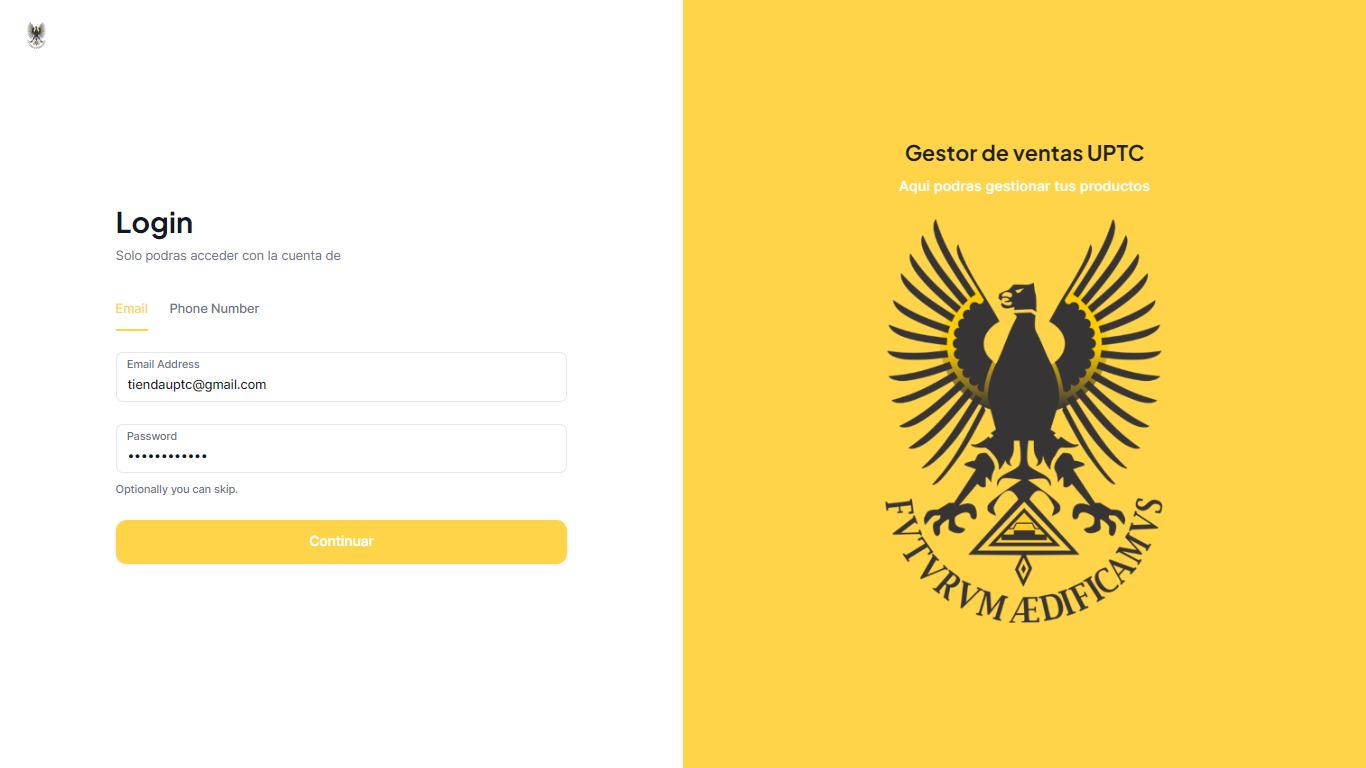 Login
Solo podras acceder con la cuenta de
Email
Phone Number
Email Address
tiendauptc@gmail.com
Password
••••••••••••
Optionally you can skip.
Continuar
Gestor de ventas UPTC
Aqui podras gestionar tus productos
FVTVRVM ÆDIFICAMVS